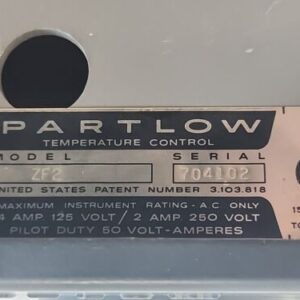 PARTLOW
TEMPERATURE CONTROL
MODEL SERIAL
ZF2 704102
UNITED STATES PATENT NUMBER 3.103.818
MAXIMUM INSTRUMENT RATING - A C ONLY
4 AMP 125 VOLT / 2 AMP 250 VOLT
PILOT DUTY 50 VOLT-AMPERES